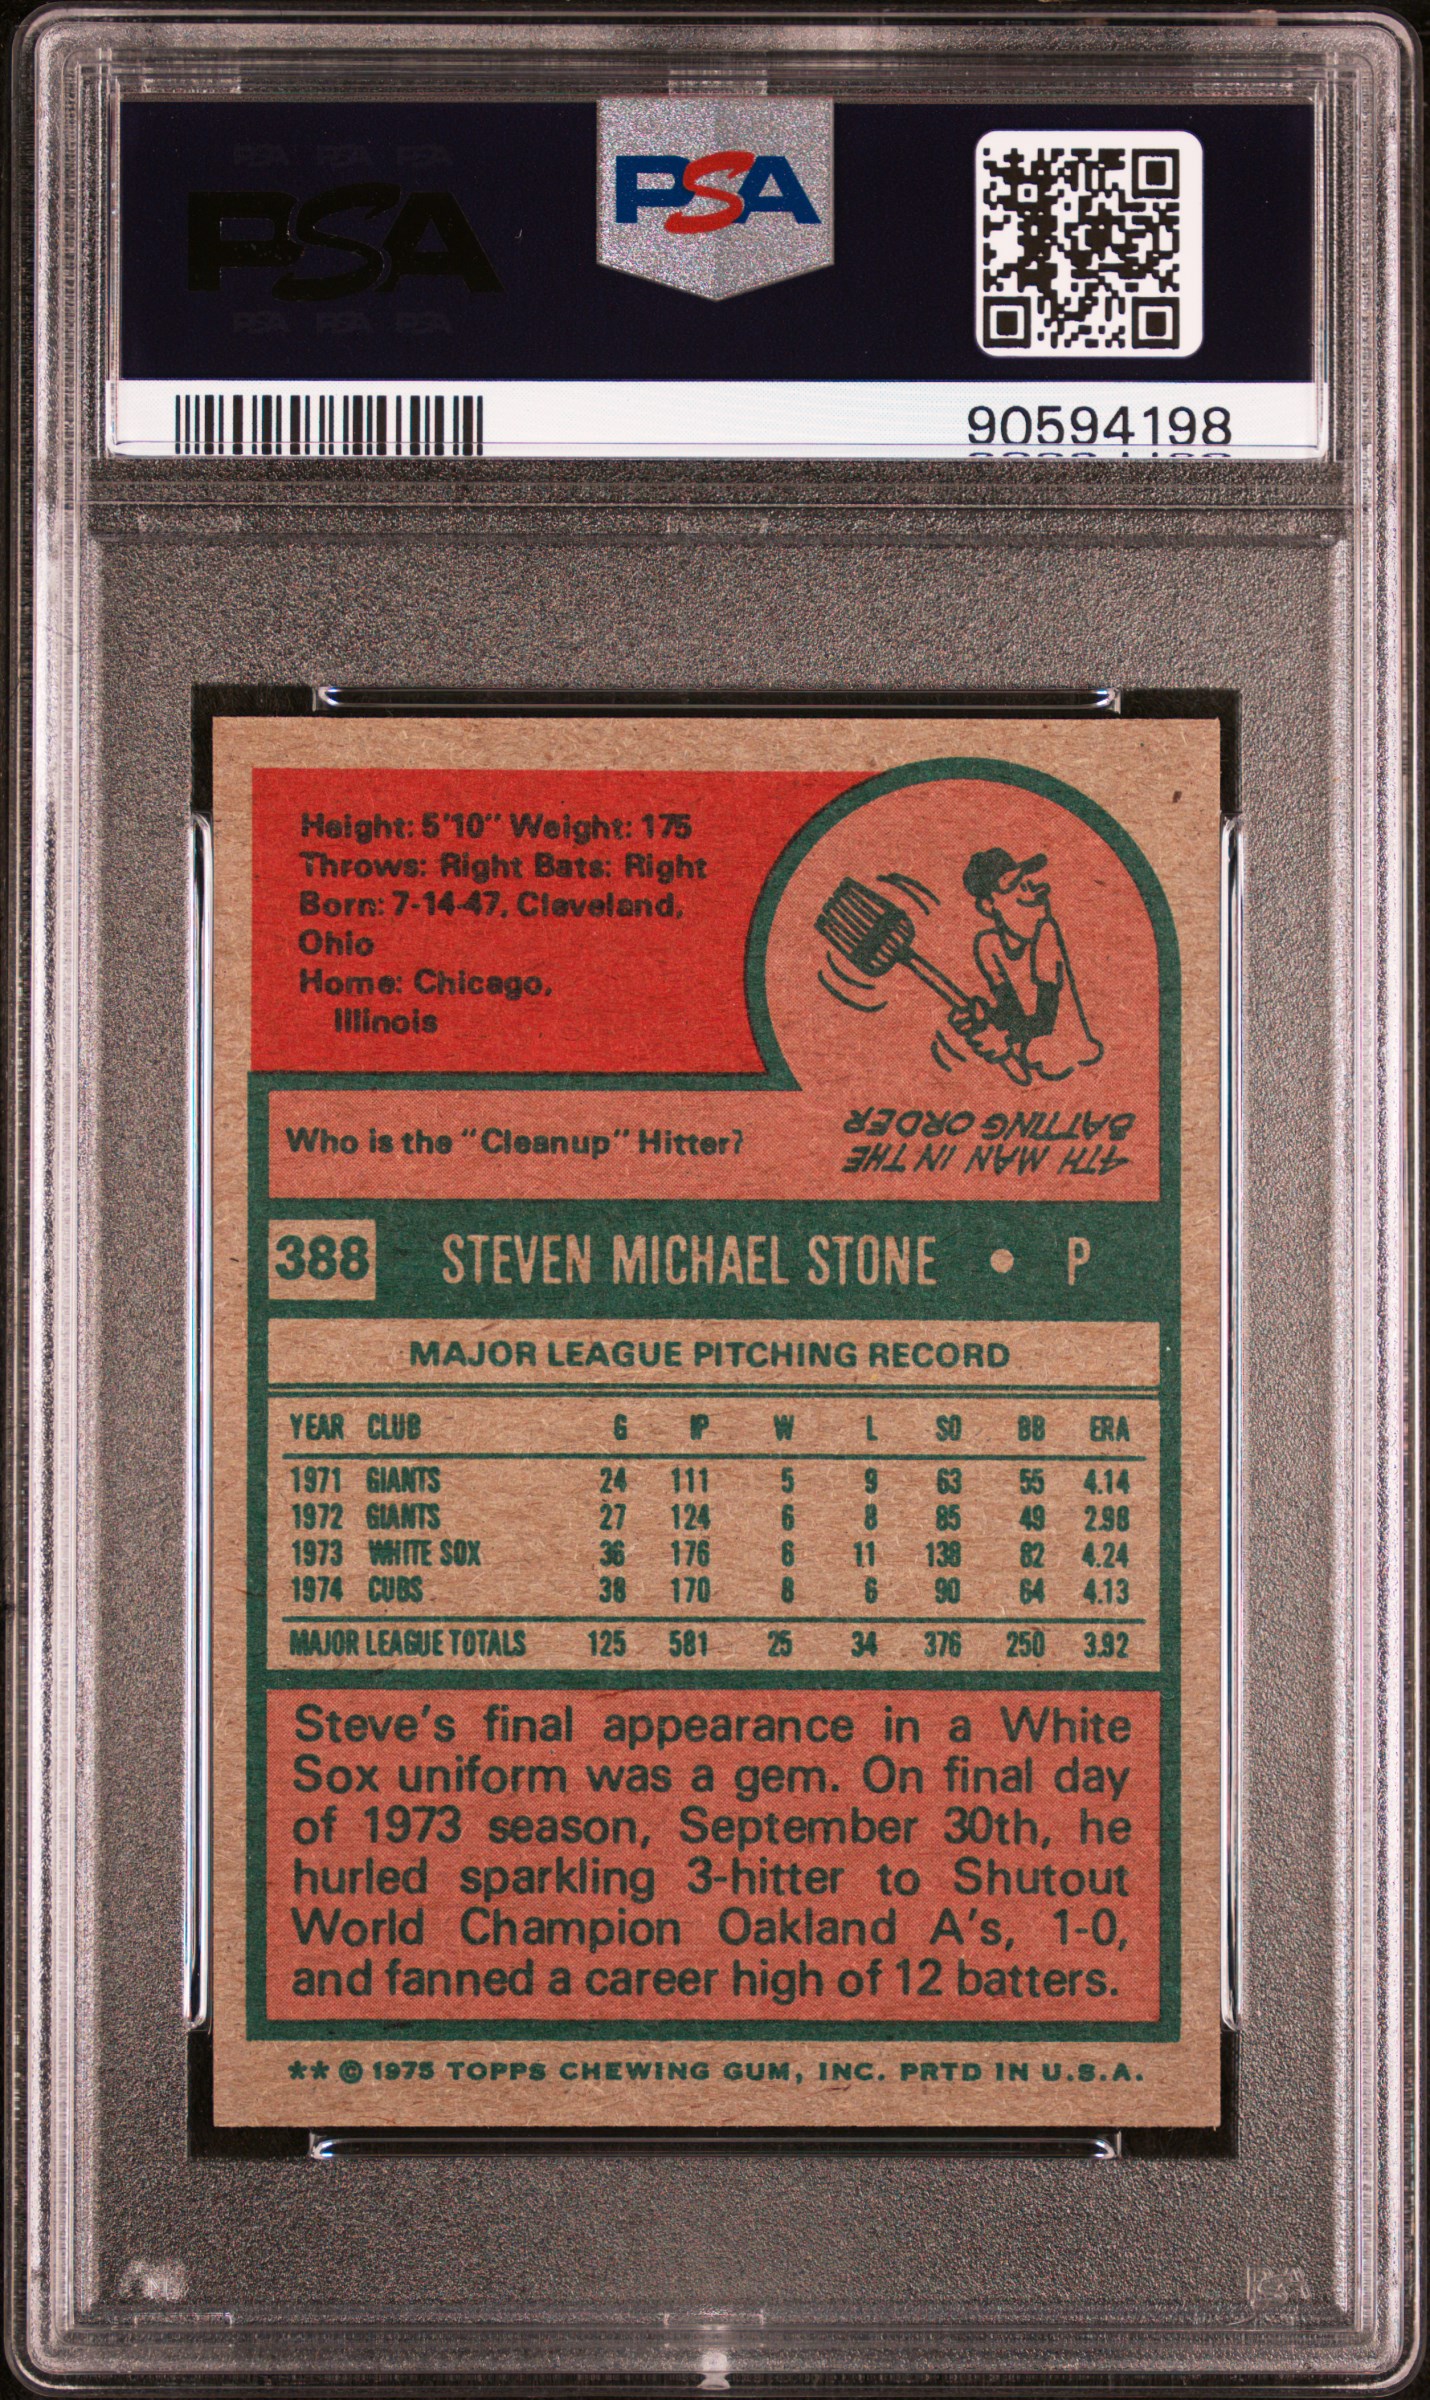 PSA PSA PSA
PSA
PSA PSA PSA
PSA
90594198
Height: 5'10" Weight: 175
Throws: Right Bats: Right
Born: 7-14-47, Cleveland,
Ohio
Home: Chicago,
Illinois
Who is the "Cleanup" Hitter?
4TH MAN IN THE
BATTING ORDER
388 STEVEN MICHAEL STONE • P
MAJOR LEAGUE PITCHING RECORD
YEAR CLUB G IP W L SO BB ERA
1971 GIANTS 24 111 5 9 63 55 4.14
1972 GIANTS 27 124 6 8 85 49 2.98
1973 WHITE SOX 36 176 6 11 138 82 4.24
1974 CUBS 38 170 8 6 90 64 4.13
MAJOR LEAGUE TOTALS 125 581 25 34 376 250 3.92
Steve's final appearance in a White
Sox uniform was a gem. On final day
of 1973 season, September 30th, he
hurled sparkling 3-hitter to Shutout
World Champion Oakland A's, 1-0,
and fanned a career high of 12 batters.
** © 1975 TOPPS CHEWING GUM, INC. PRTD IN U.S.A.
PSA